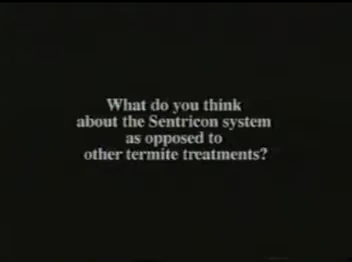 What do you think
about the Sentricon system
as opposed to
other termite treatments?